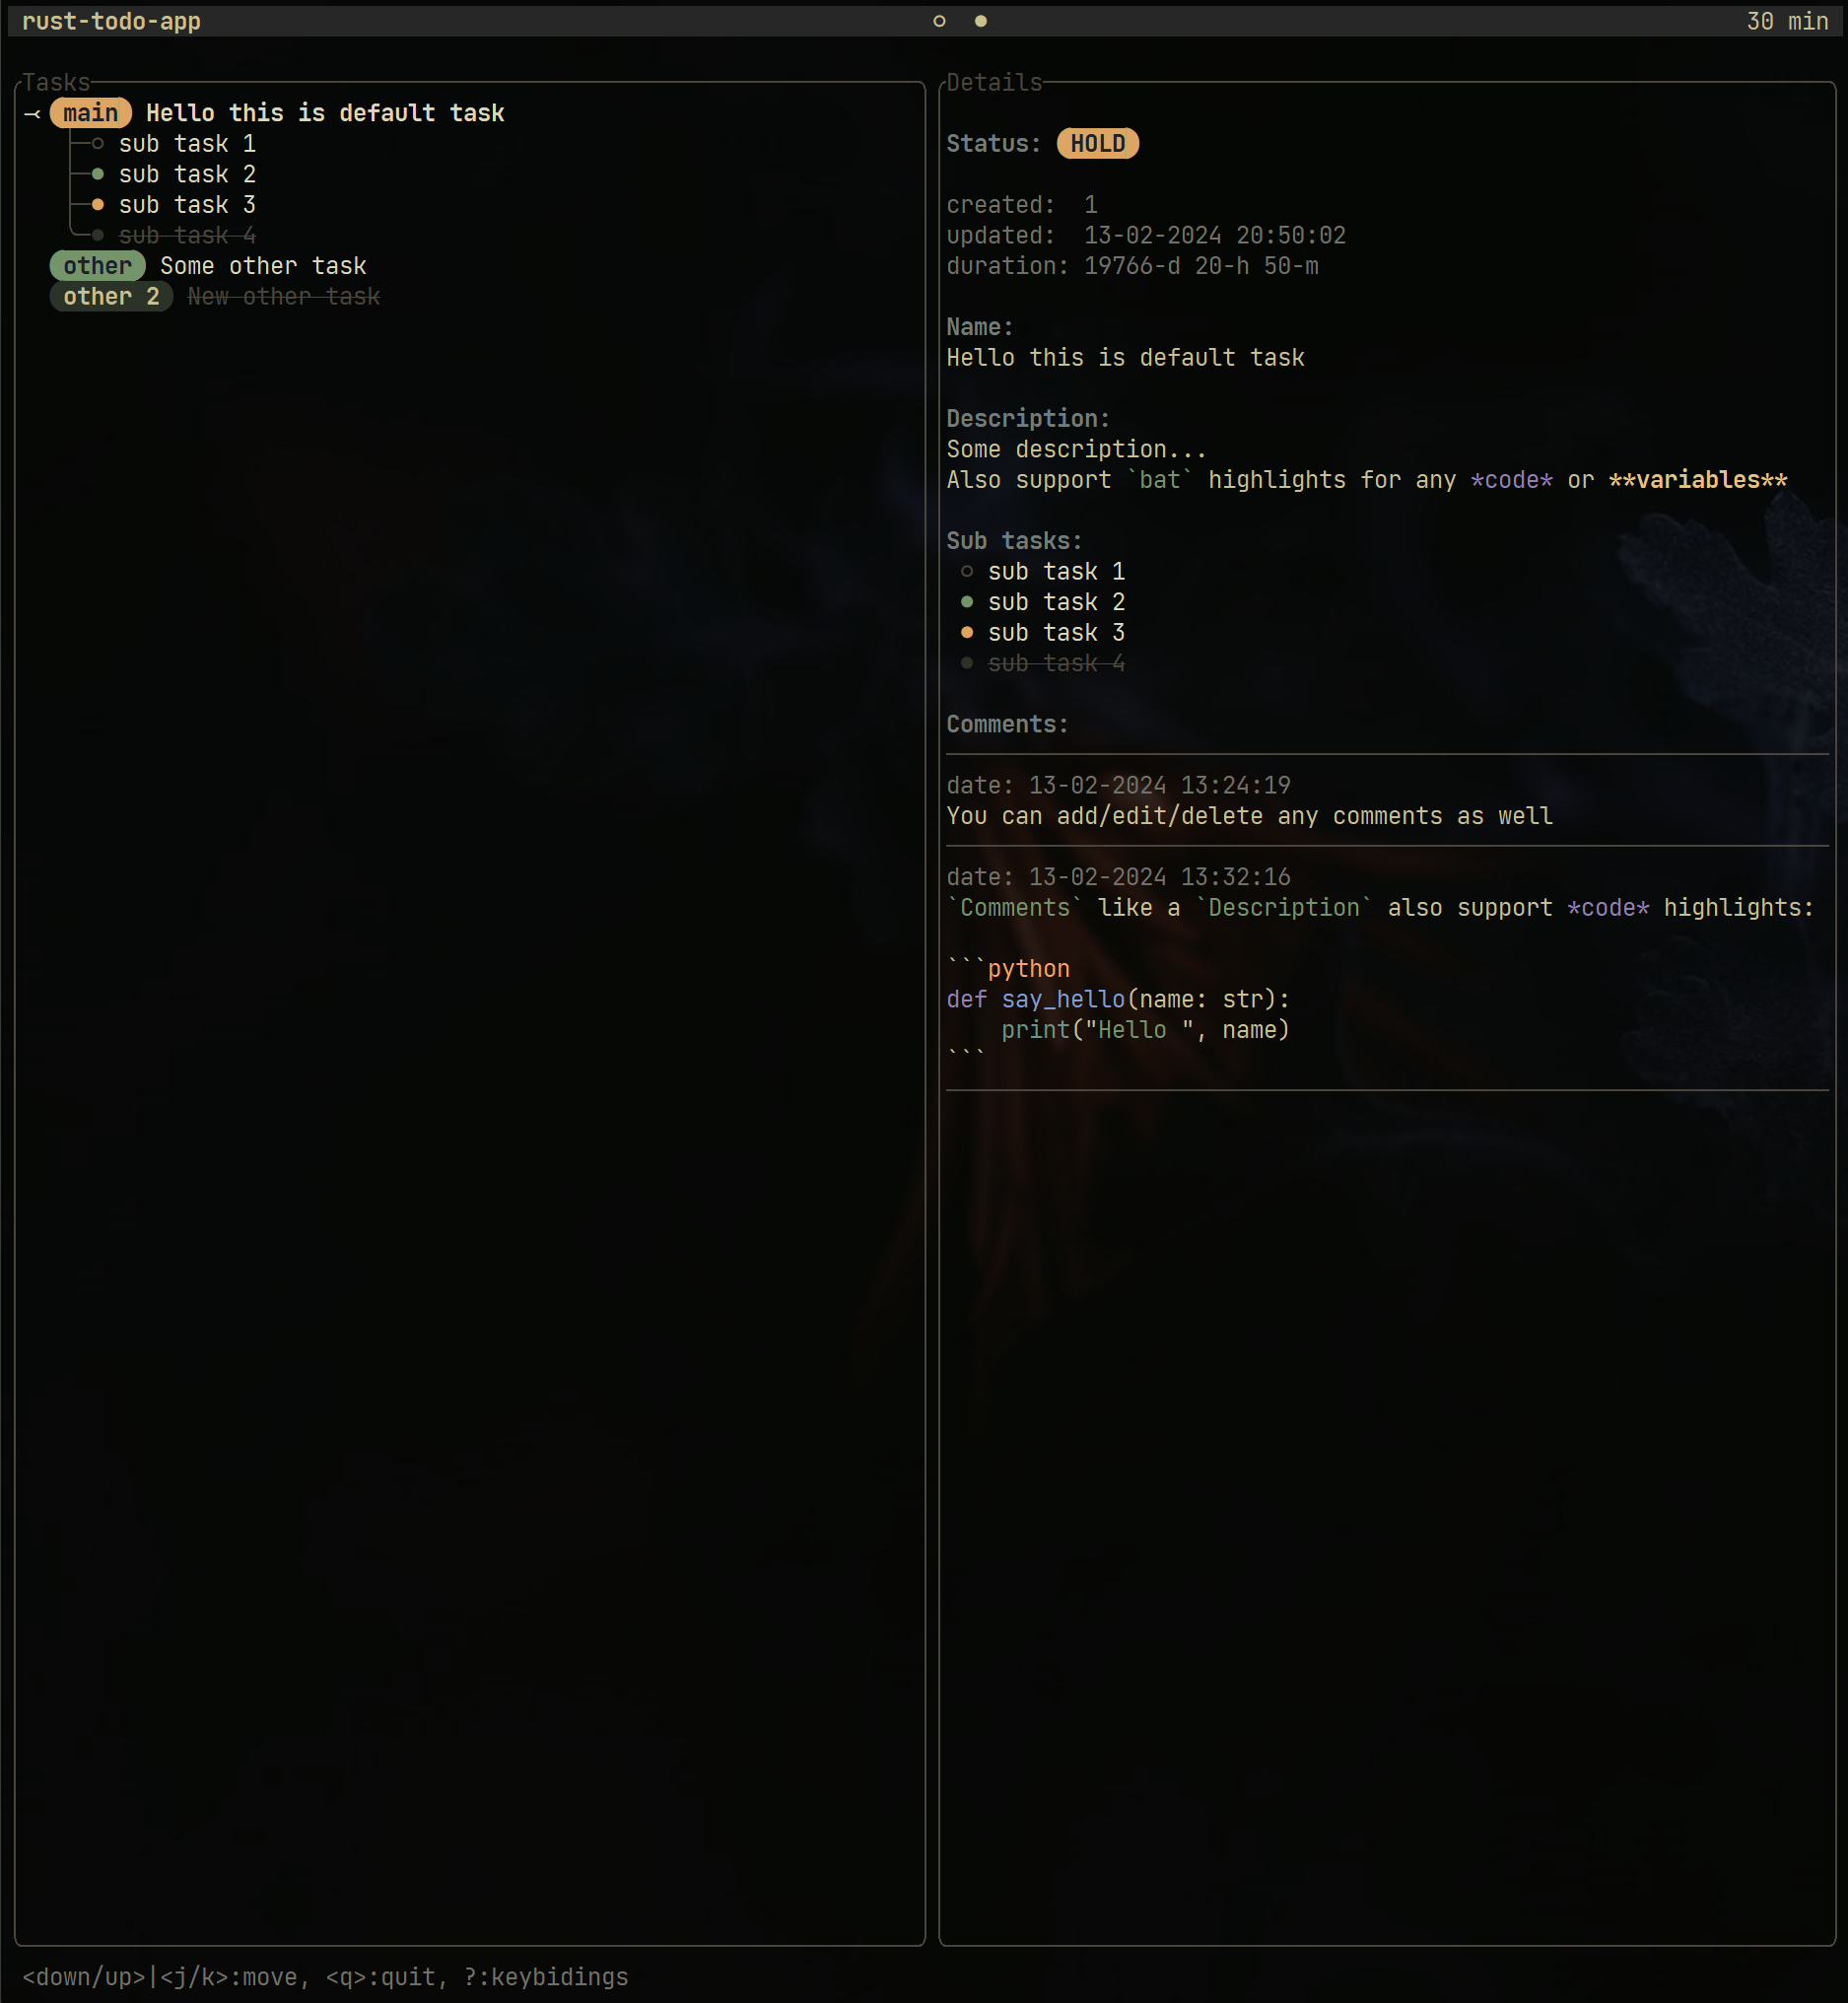 rust-todo-app ○ ● 30 min
Tasks
main Hello this is default task
sub task 1
sub task 2
sub task 3
sub task 4
other Some other task
other 2 New other task
Details
Status: HOLD
created: 1
updated: 13-02-2024 20:50:02
duration: 19766-d 20-h 50-m
Name:
Hello this is default task
Description:
Some description...
Also support `bat` highlights for any *code* or **variables**
Sub tasks:
sub task 1
sub task 2
sub task 3
sub task 4
Comments:
date: 13-02-2024 13:24:19
You can add/edit/delete any comments as well
date: 13-02-2024 13:32:16
`Comments` like a `Description` also support *code* highlights:
```python
def say_hello(name: str):
    print("Hello ", name)
```
<down/up>|<j/k>:move, <q>:quit, ?:keybidings